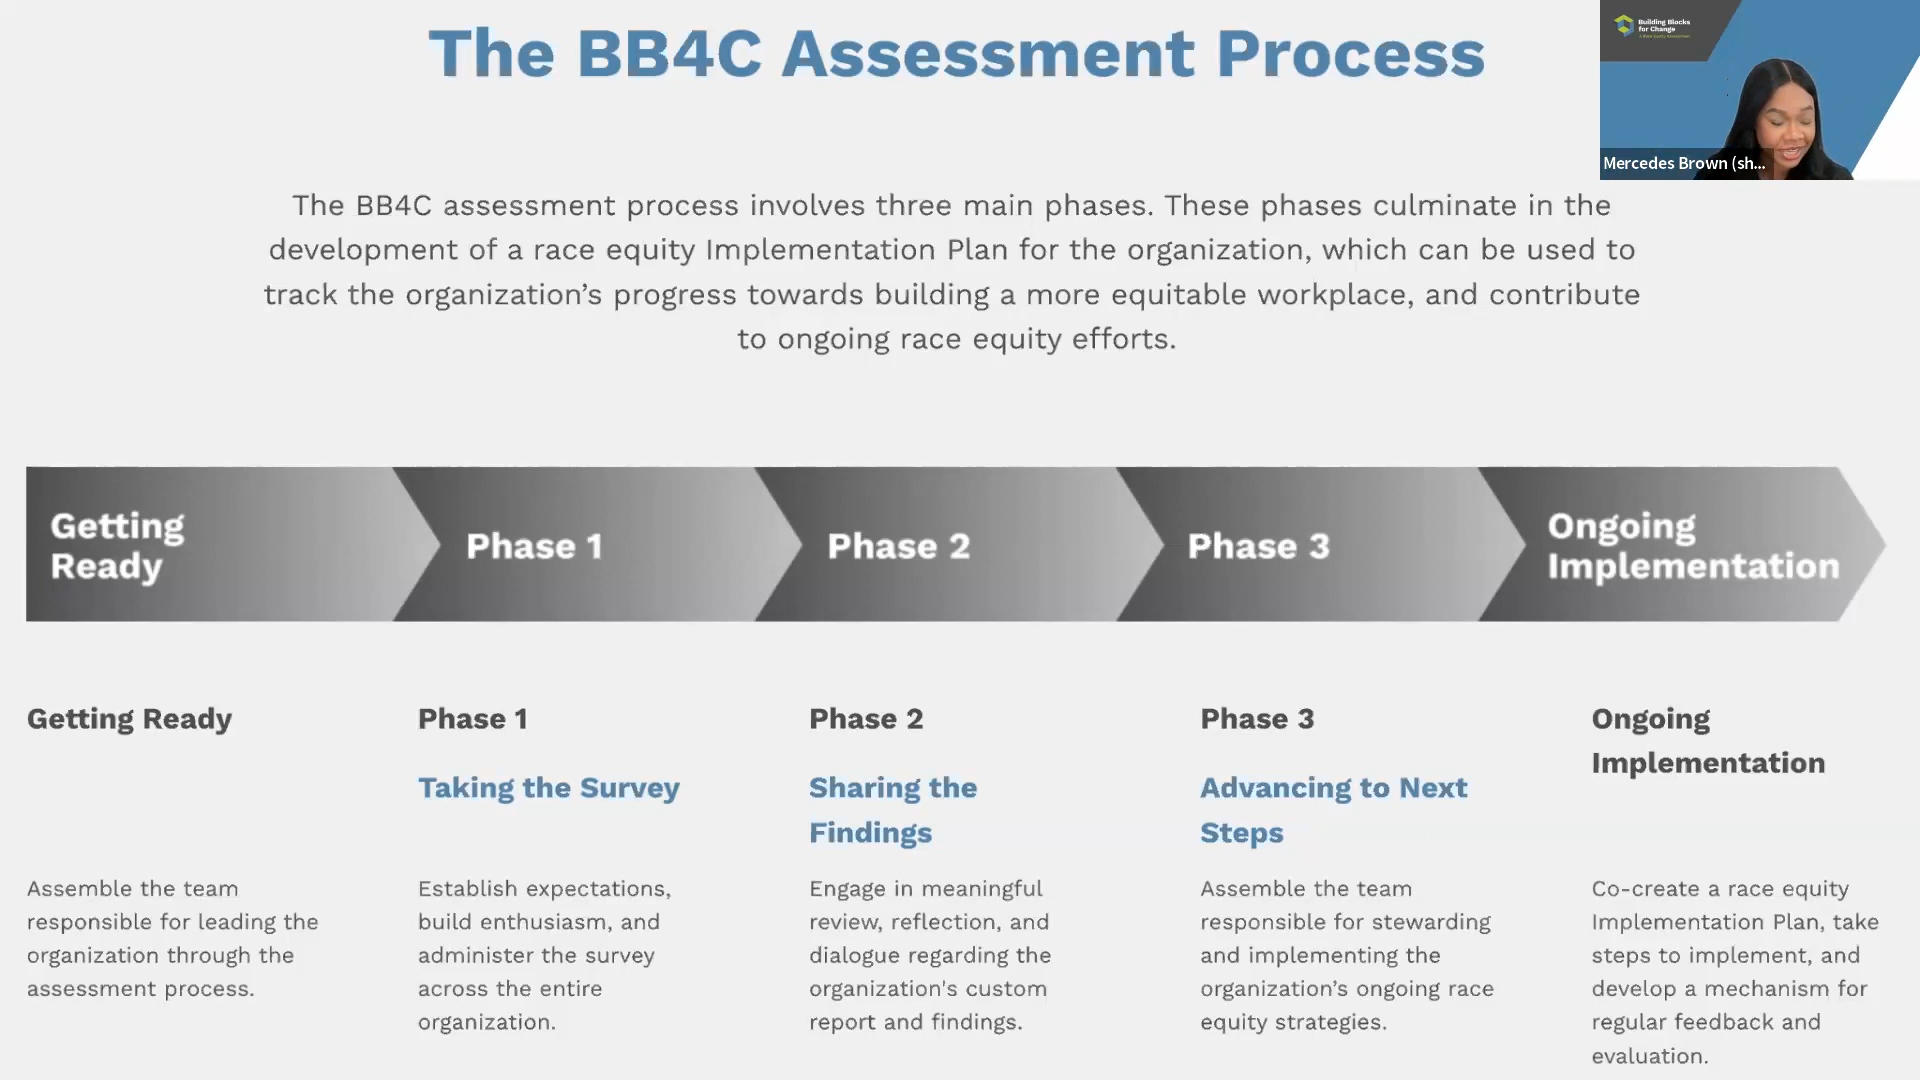 The BB4C Assessment Process
Building Blocks
for Change
Mercedes Brown (sh...
The BB4C assessment process involves three main phases. These phases culminate in the
development of a race equity Implementation Plan for the organization, which can be used to
track the organization’s progress towards building a more equitable workplace, and contribute
to ongoing race equity efforts.
Getting
Ready
Phase 1
Phase 2
Phase 3
Ongoing
Implementation
Getting Ready
Assemble the team
responsible for leading the
organization through the
assessment process.
Phase 1
Taking the Survey
Establish expectations,
build enthusiasm, and
administer the survey
across the entire
organization.
Phase 2
Sharing the
Findings
Engage in meaningful
review, reflection, and
dialogue regarding the
organization's custom
report and findings.
Phase 3
Advancing to Next
Steps
Assemble the team
responsible for stewarding
and implementing the
organization’s ongoing race
equity strategies.
Ongoing
Implementation
Co-create a race equity
Implementation Plan, take
steps to implement, and
develop a mechanism for
regular feedback and
evaluation.